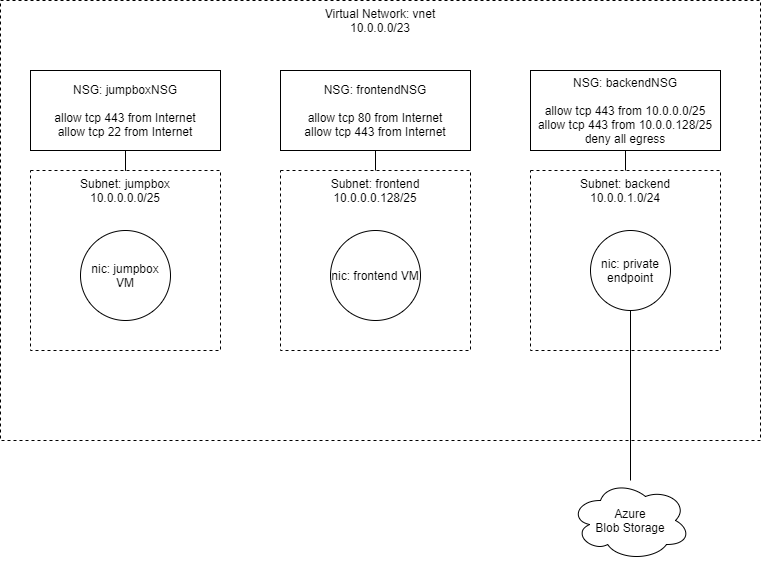 Virtual Network: vnet
10.0.0.0/23
NSG: jumpboxNSG
allow tcp 443 from Internet
allow tcp 22 from Internet
NSG: frontendNSG
allow tcp 80 from Internet
allow tcp 443 from Internet
NSG: backendNSG
allow tcp 443 from 10.0.0.0/25
allow tcp 443 from 10.0.0.128/25
deny all egress
Subnet: jumpbox
10.0.0.0.0/25
nic: jumpbox
VM
Subnet: frontend
10.0.0.0.128/25
nic: frontend VM
Subnet: backend
10.0.0.1.0/24
nic: private
endpoint
Azure
Blob Storage